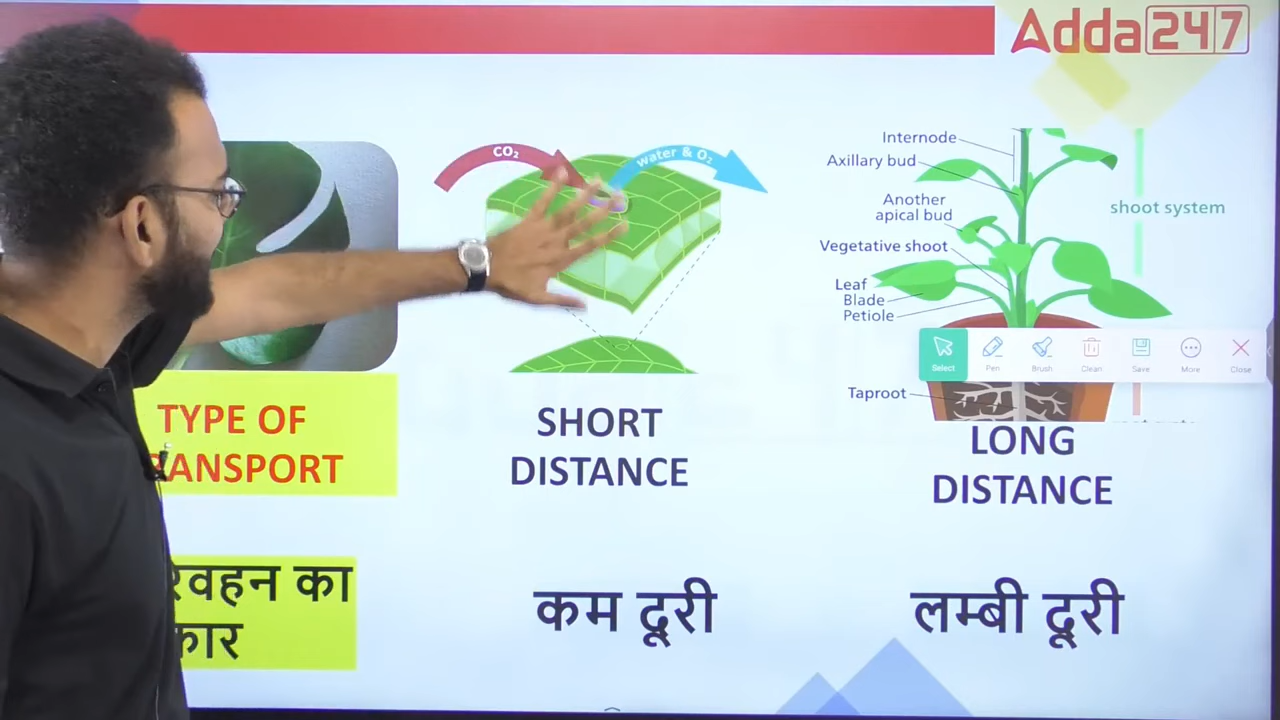 Adda247
CO₂
water & O₂
Internode
Axillary bud
Another
apical bud
Vegetative shoot
Leaf
Blade
Petiole
Taproot
shoot system
Select
Pen
Brush
Clean
Save
More
Close
TYPE OF
RANSPORT
SHORT
DISTANCE
LONG
DISTANCE
रवहन का
कार
कम दूरी
लम्बी दूरी